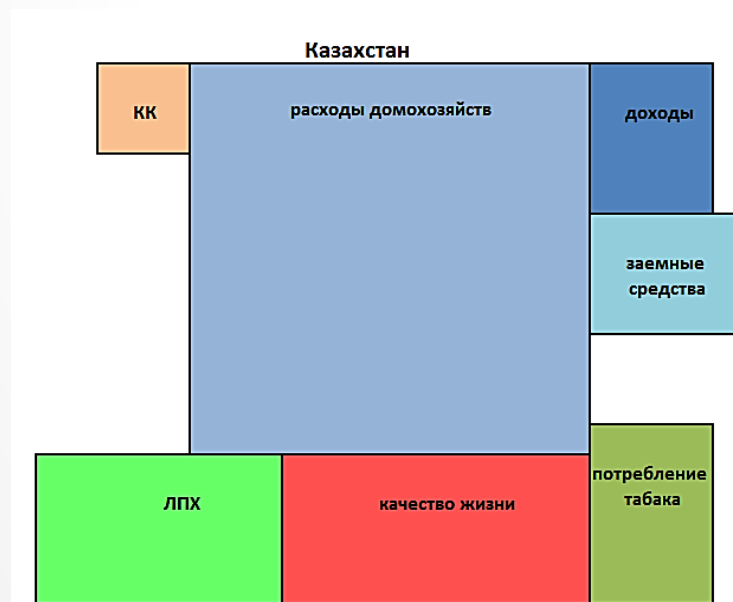 Казахстан
КК
расходы домохозяйств
доходы
заемные
средства
ЛПХ
качество жизни
потребление
табака